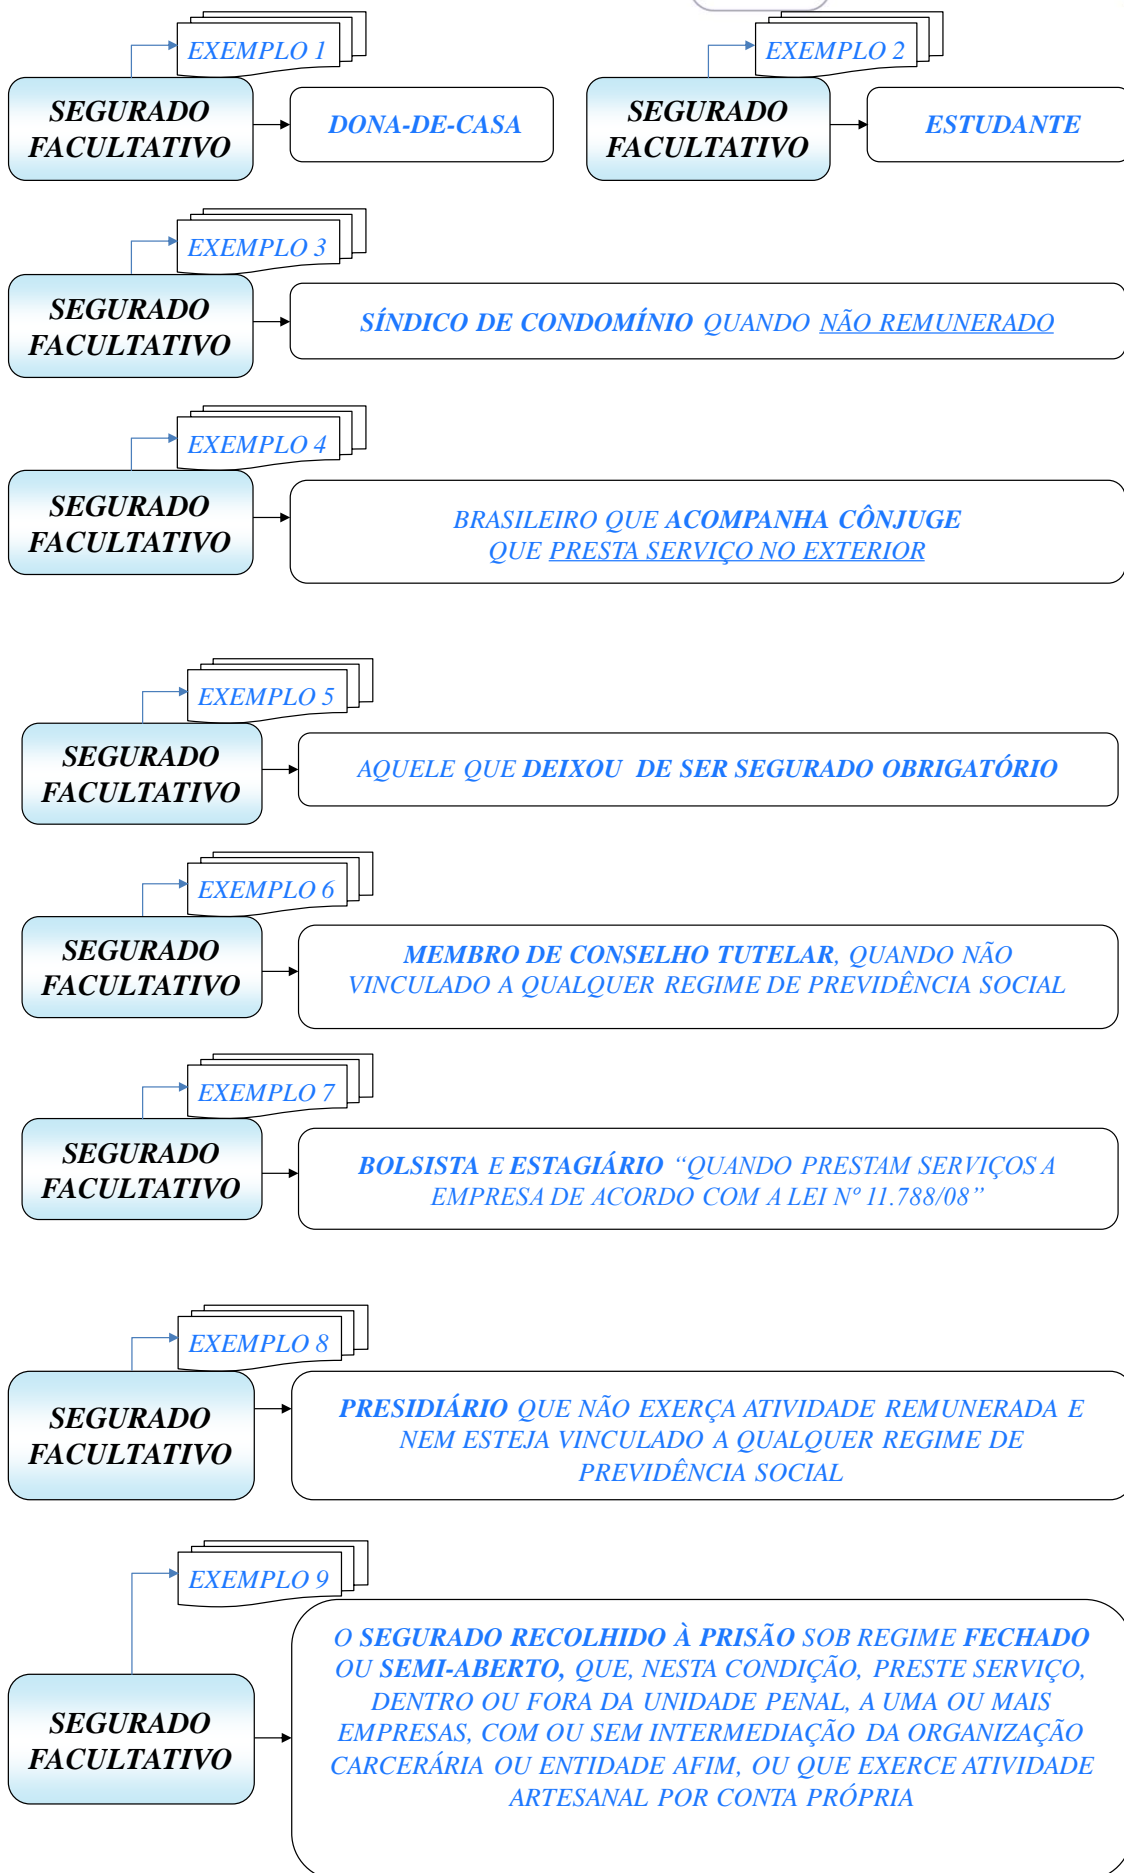 EXEMPLO 1
SEGURADO
FACULTATIVO
DONA-DE-CASA
EXEMPLO 2
SEGURADO
FACULTATIVO
ESTUDANTE
EXEMPLO 3
SEGURADO
FACULTATIVO
SÍNDICO DE CONDOMÍNIO QUANDO NÃO REMUNERADO
EXEMPLO 4
SEGURADO
FACULTATIVO
BRASILEIRO QUE ACOMPANHA CÔNJUGE
QUE PRESTA SERVIÇO NO EXTERIOR
EXEMPLO 5
SEGURADO
FACULTATIVO
AQUELE QUE DEIXOU DE SER SEGURADO OBRIGATÓRIO
EXEMPLO 6
SEGURADO
FACULTATIVO
MEMBRO DE CONSELHO TUTELAR, QUANDO NÃO
VINCULADO A QUALQUER REGIME DE PREVIDÊNCIA SOCIAL
EXEMPLO 7
SEGURADO
FACULTATIVO
BOLSISTA E ESTAGIÁRIO “QUANDO PRESTAM SERVIÇOS A
EMPRESA DE ACORDO COM A LEI Nº 11.788/08”
EXEMPLO 8
SEGURADO
FACULTATIVO
PRESIDIÁRIO QUE NÃO EXERÇA ATIVIDADE REMUNERADA E
NEM ESTEJA VINCULADO A QUALQUER REGIME DE
PREVIDÊNCIA SOCIAL
EXEMPLO 9
SEGURADO
FACULTATIVO
O SEGURADO RECOLHIDO À PRISÃO SOB REGIME FECHADO
OU SEMI-ABERTO, QUE, NESTA CONDIÇÃO, PRESTE SERVIÇO,
DENTRO OU FORA DA UNIDADE PENAL, A UMA OU MAIS
EMPRESAS, COM OU SEM INTERMEDIAÇÃO DA ORGANIZAÇÃO
CARCERÁRIA OU ENTIDADE AFIM, OU QUE EXERCE ATIVIDADE
ARTESANAL POR CONTA PRÓPRIA